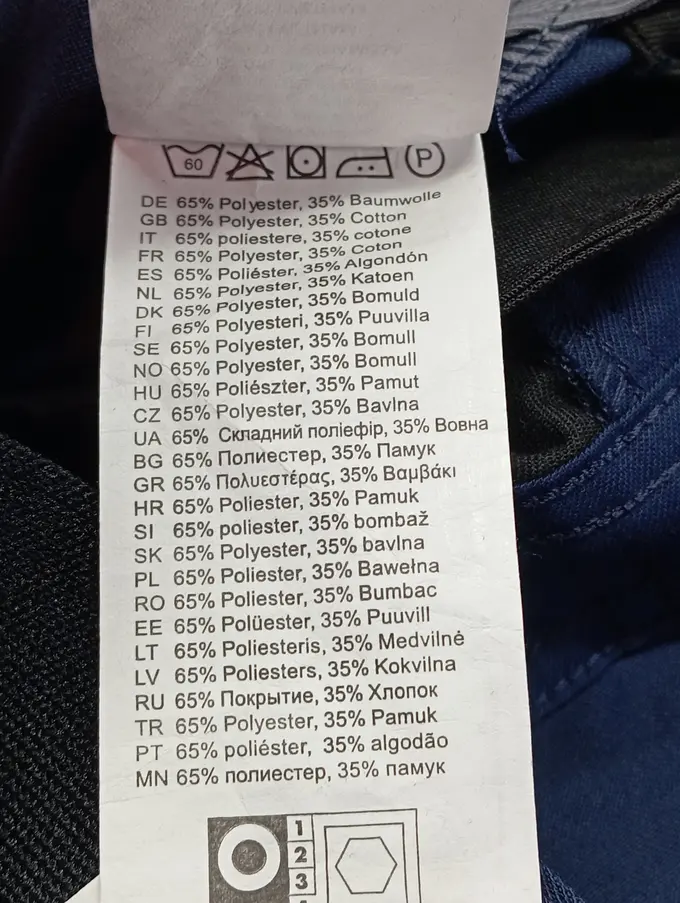 60
P
DE 65% Polyester, 35% Baumwolle
GB 65% Polyester, 35% Cotton
IT 65% poliestere, 35% cotone
FR 65% Polyester, 35% Coton
ES 65% Poliéster, 35% Algondón
NL 65% Polyester, 35% Katoen
DK 65% Polyester, 35% Bomuld
FI 65% Polyesteri, 35% Puuvilla
SE 65% Polyester, 35% Bomull
NO 65% Polyester, 35% Bomull
HU 65% Poliészter, 35% Pamut
CZ 65% Polyester, 35% Bavlna
UA 65% Складний поліефір, 35% Вовна
BG 65% Полиестер, 35% Памук
GR 65% Πολυεστέρας, 35% Βαμβάκι
HR 65% Poliester, 35% Pamuk
SI 65% poliester, 35% bombaž
SK 65% Polyester, 35% bavlna
PL 65% Poliester, 35% Bawełna
RO 65% Poliester, 35% Bumbac
EE 65% Polüester, 35% Puuvill
LT 65% Poliesteris, 35% Medvilnė
LV 65% Poliesters, 35% Kokvilna
RU 65% Покрытие, 35% Хлопок
TR 65% Polyester, 35% Pamuk
PT 65% poliéster, 35% algodão
MN 65% полиестер, 35% памук
1
2
3